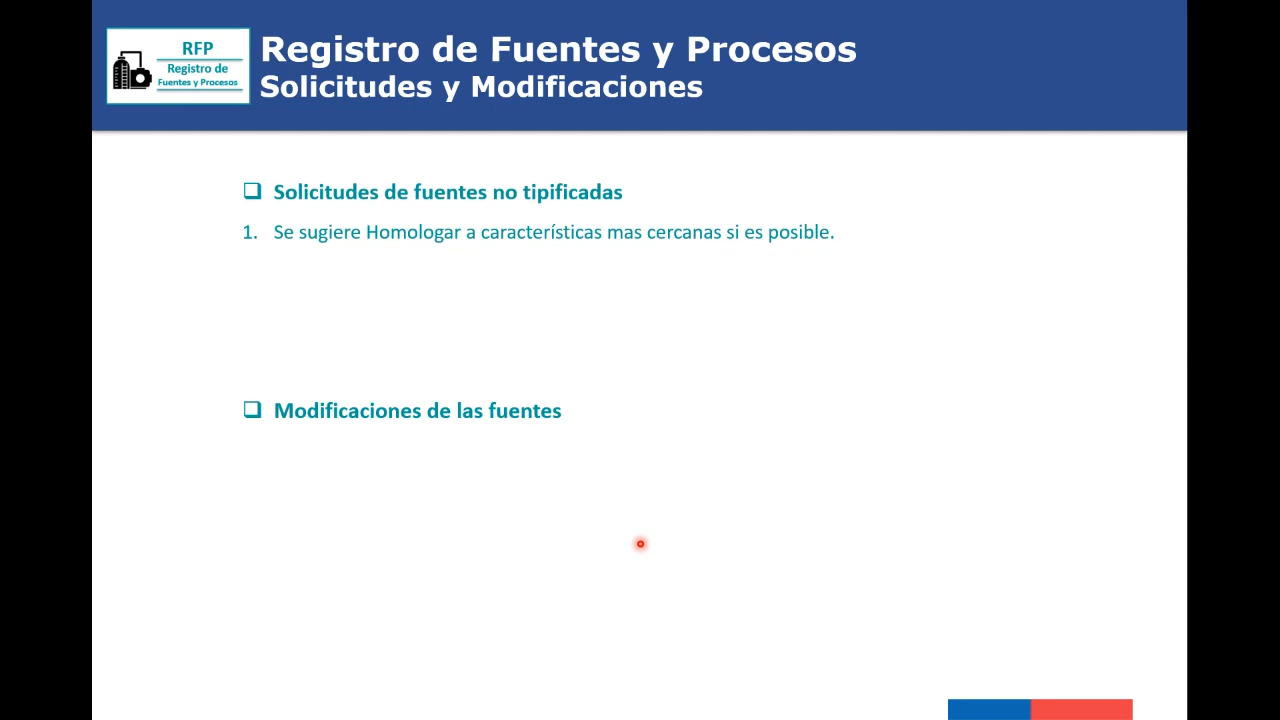 RFP
Registro de
Fuentes y Procesos
Registro de Fuentes y Procesos
Solicitudes y Modificaciones
Solicitudes de fuentes no tipificadas
1. Se sugiere Homologar a características mas cercanas si es posible.
Modificaciones de las fuentes